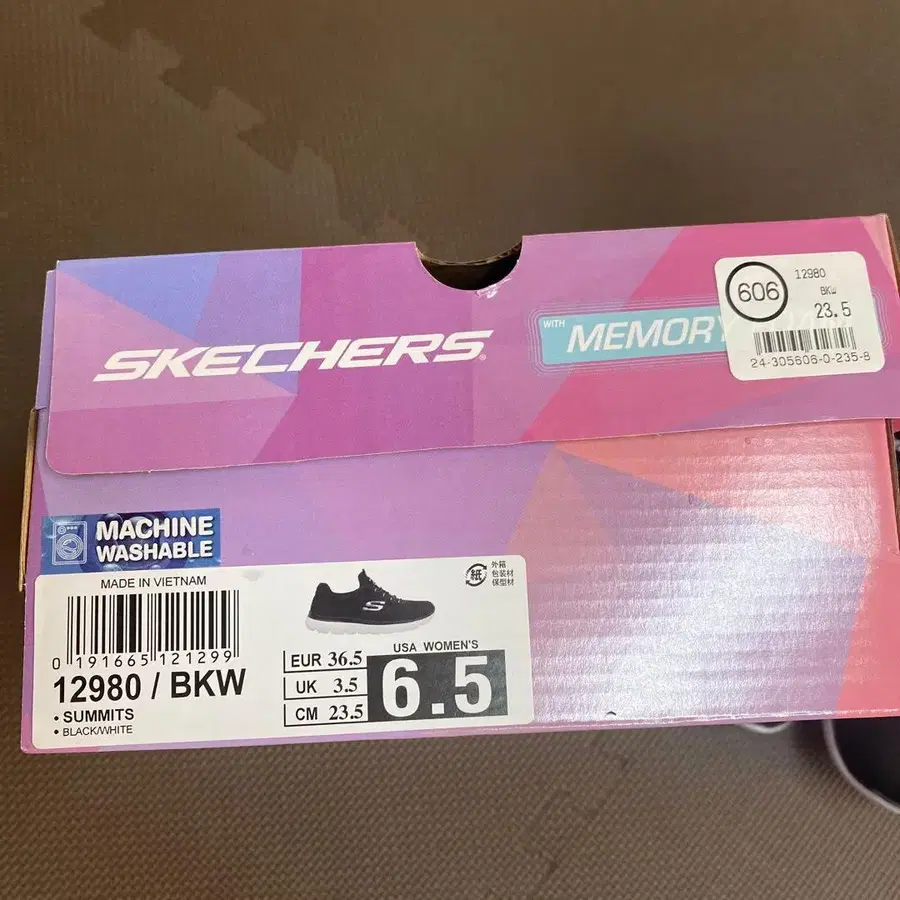 SKECHERS
WITH MEMORY
606
12980
BKW
23.5
24-305606-0-235-8
MACHINE
WASHABLE
MADE IN VIETNAM
0 191665 121299
12980 / BKW
• SUMMITS
• BLACK/WHITE
S
紙
外箱
包装材
保型材
EUR 36.5
UK 3.5
CM 23.5
USA WOMEN'S
6.5